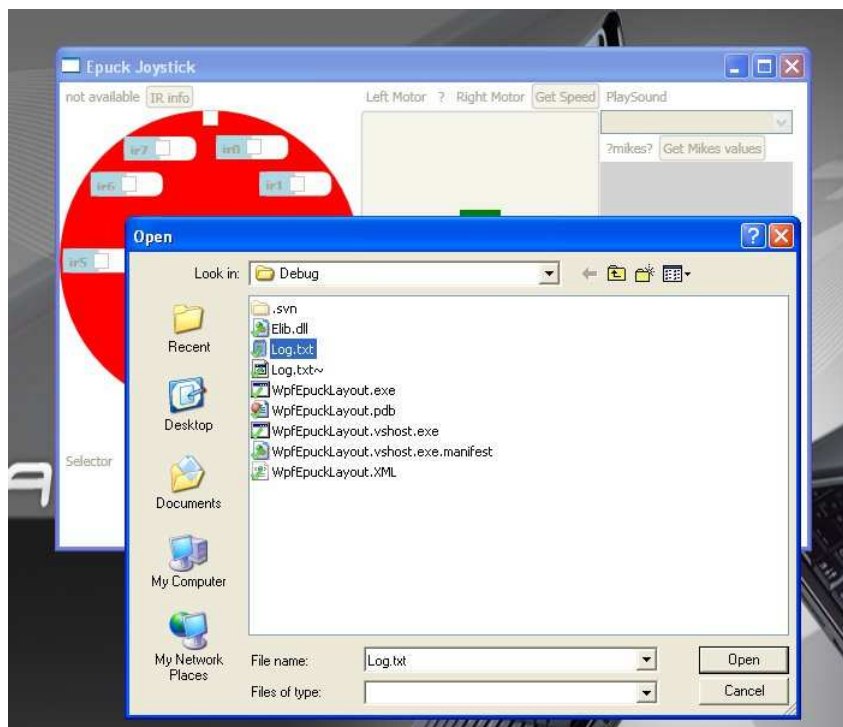 Epuck Joystick
not available IR info Left Motor ? Right Motor Get Speed PlaySound
?mikes? Get Mikes values
ir7 ir0
ir6 ir1
ir5
Selector
Open
Look in: Debug
Recent
Desktop
Documents
My Computer
My Network Places
.svn
Elib.dll
Log.txt
Log.txt~
WpfEpuckLayout.exe
WpfEpuckLayout.pdb
WpfEpuckLayout.vshost.exe
WpfEpuckLayout.vshost.exe.manifest
WpfEpuckLayout.XML
File name: Log.txt Open
Files of type: Cancel